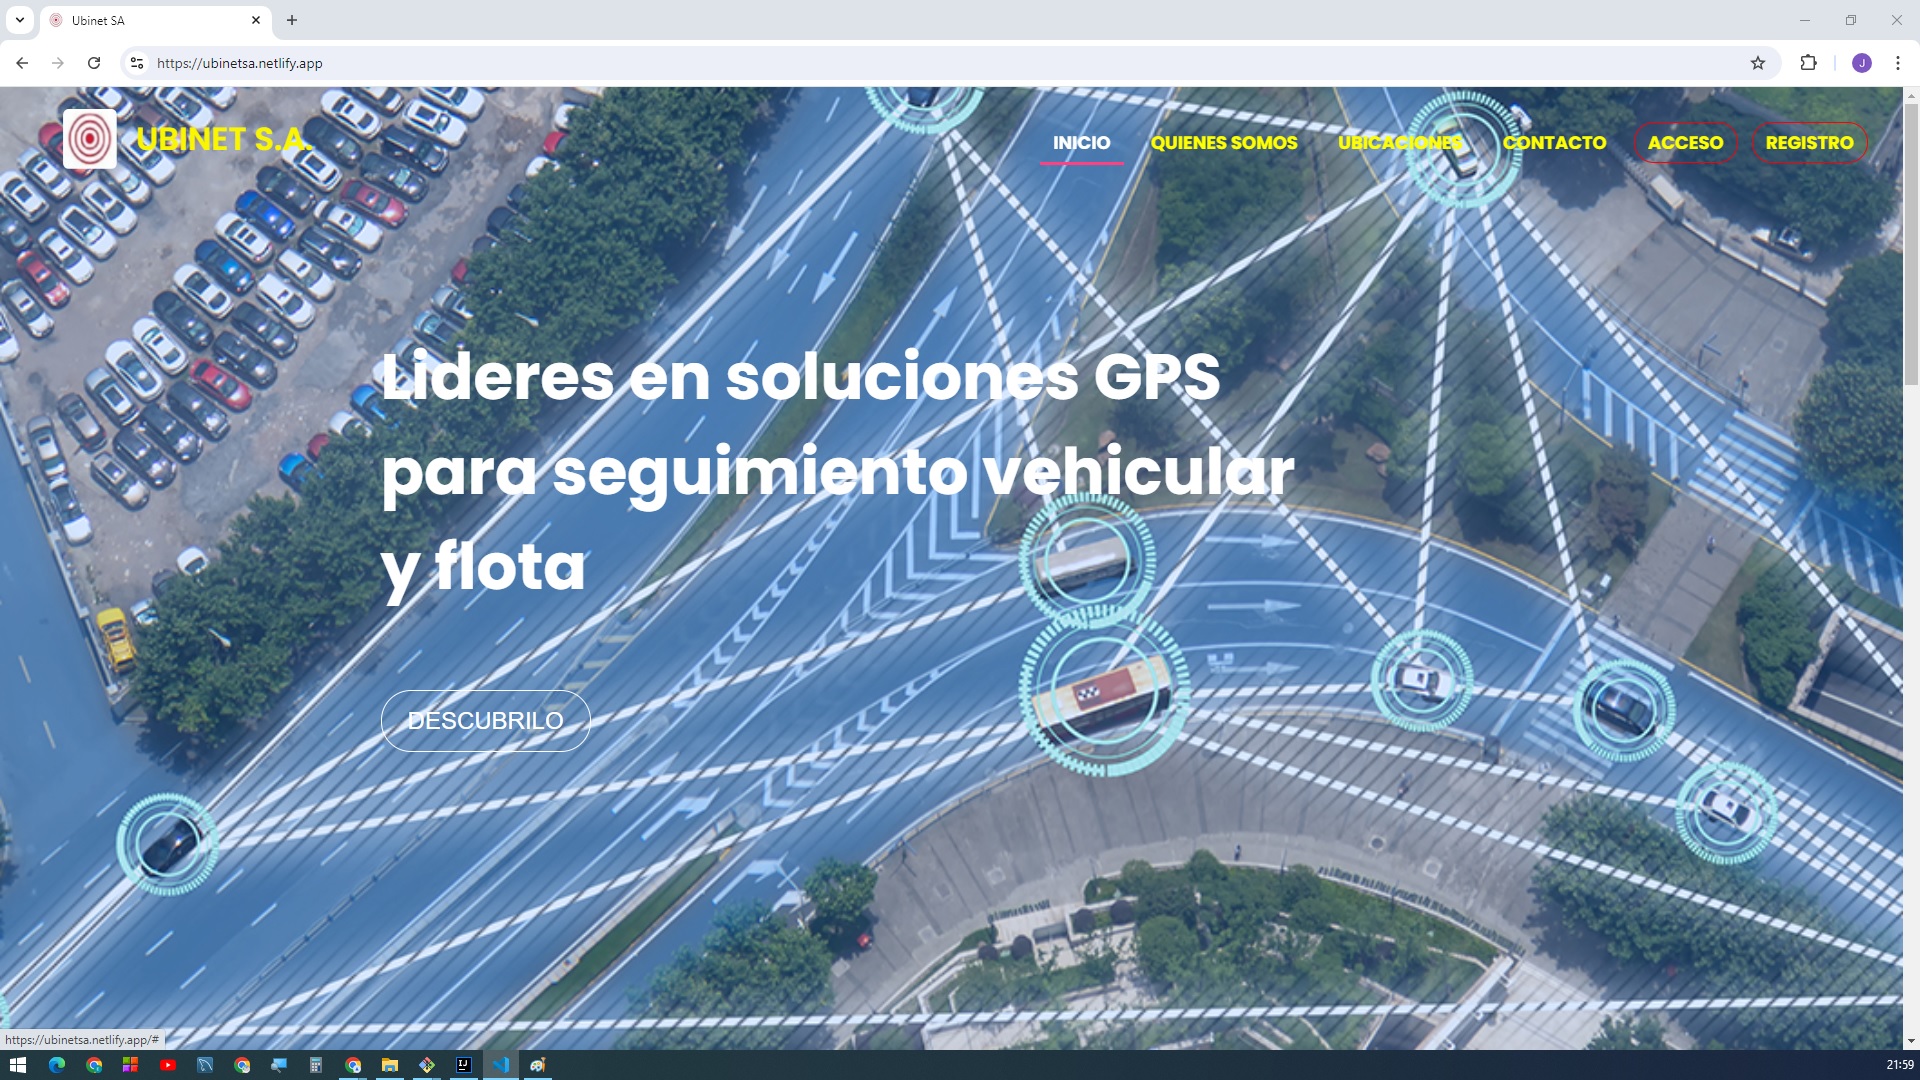 Ubinet SA
https://ubinetsa.netlify.app
J
UBINET S.A.
INICIO
QUIENES SOMOS
UBICACIONES
CONTACTO
ACCESO
REGISTRO
Lideres en soluciones GPS
para seguimiento vehicular
y flota
DESCUBRILO
https://ubinetsa.netlify.app/#
IJ
21:59